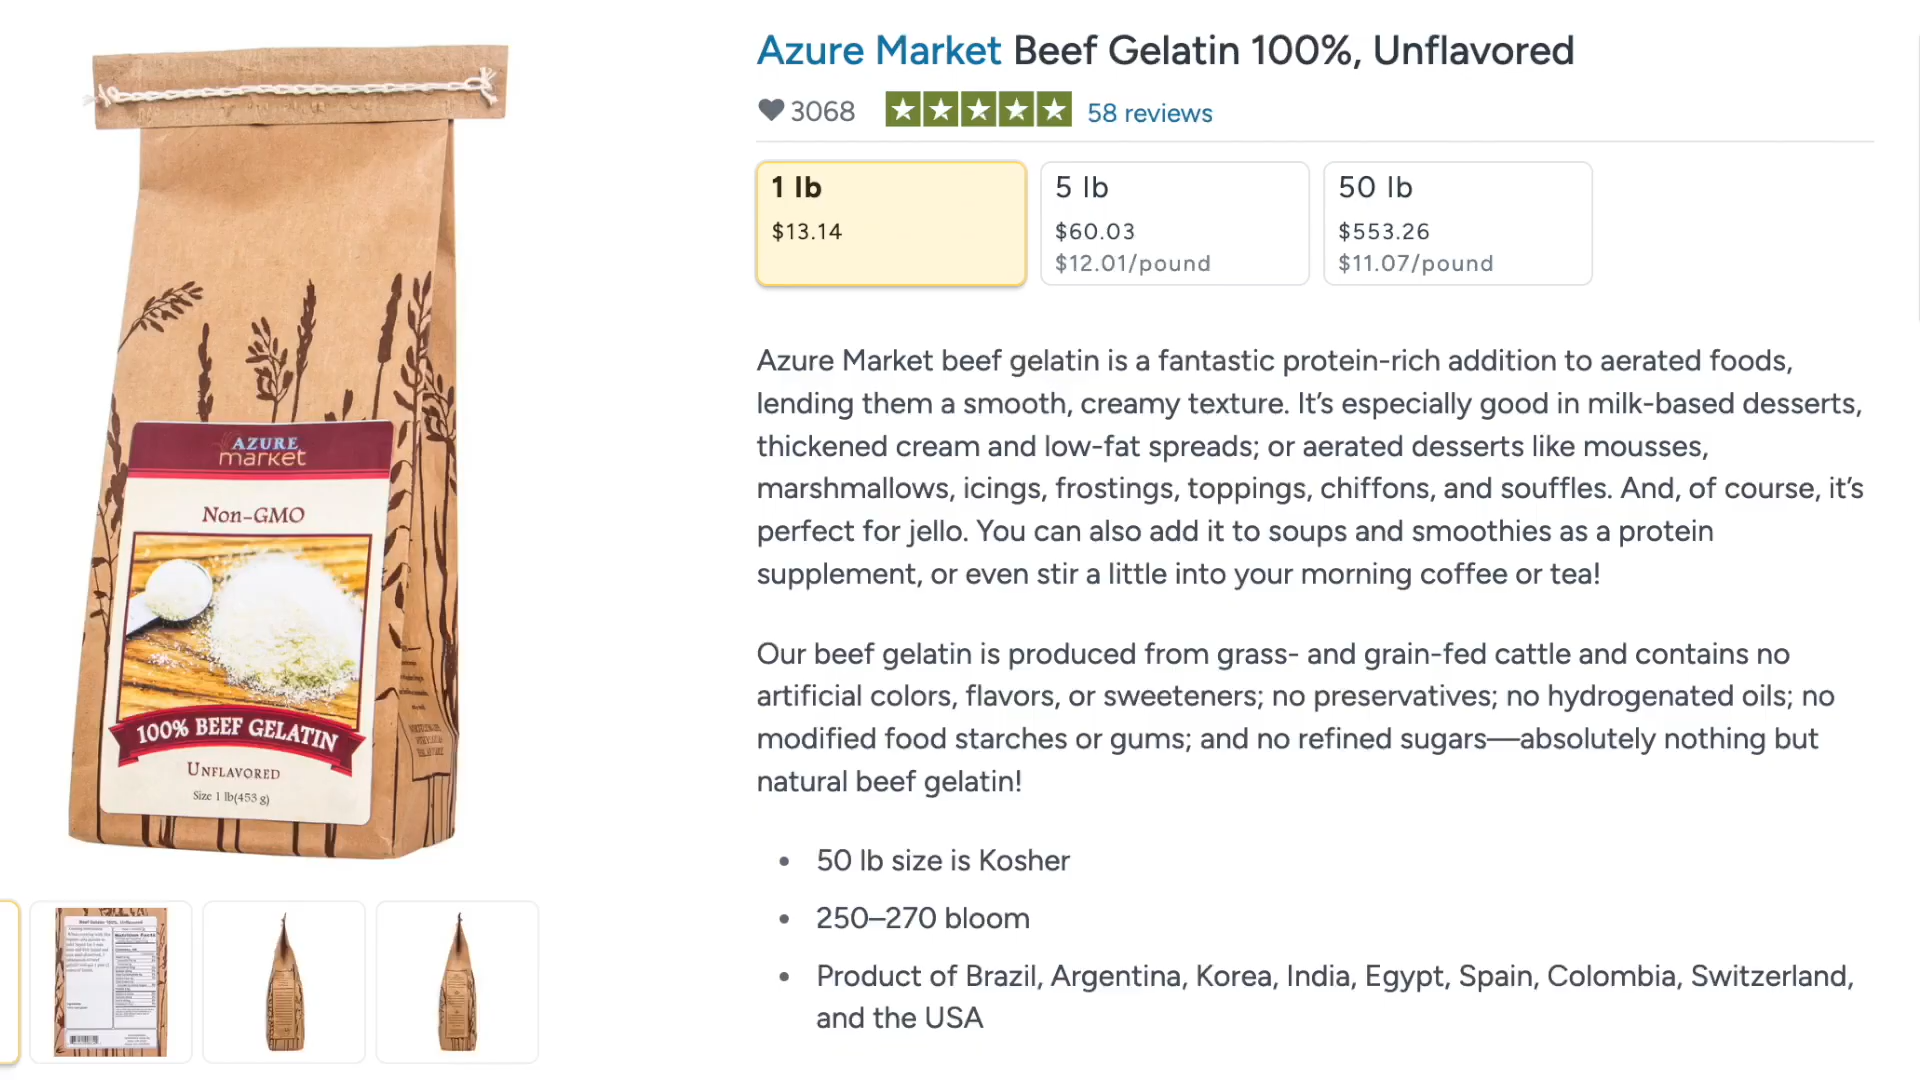 Azure Market Beef Gelatin 100%, Unflavored
3068
58 reviews
1 lb
$13.14
5 lb
$60.03
$12.01/pound
50 lb
$553.26
$11.07/pound
Azure Market beef gelatin is a fantastic protein-rich addition to aerated foods,
lending them a smooth, creamy texture. It's especially good in milk-based desserts,
thickened cream and low-fat spreads; or aerated desserts like mousses,
marshmallows, icings, frostings, toppings, chiffons, and souffles. And, of course, it's
perfect for jello. You can also add it to soups and smoothies as a protein
supplement, or even stir a little into your morning coffee or tea!
Our beef gelatin is produced from grass- and grain-fed cattle and contains no
artificial colors, flavors, or sweeteners; no preservatives; no hydrogenated oils; no
modified food starches or gums; and no refined sugars—absolutely nothing but
natural beef gelatin!
• 50 lb size is Kosher
• 250–270 bloom
• Product of Brazil, Argentina, Korea, India, Egypt, Spain, Colombia, Switzerland,
and the USA
AZURE
market
Non-GMO
100% BEEF GELATIN
UNFLAVORED
Size 1 lb(453 g)
Beef Gelatin 100%, Unflavored
Nutrition Facts